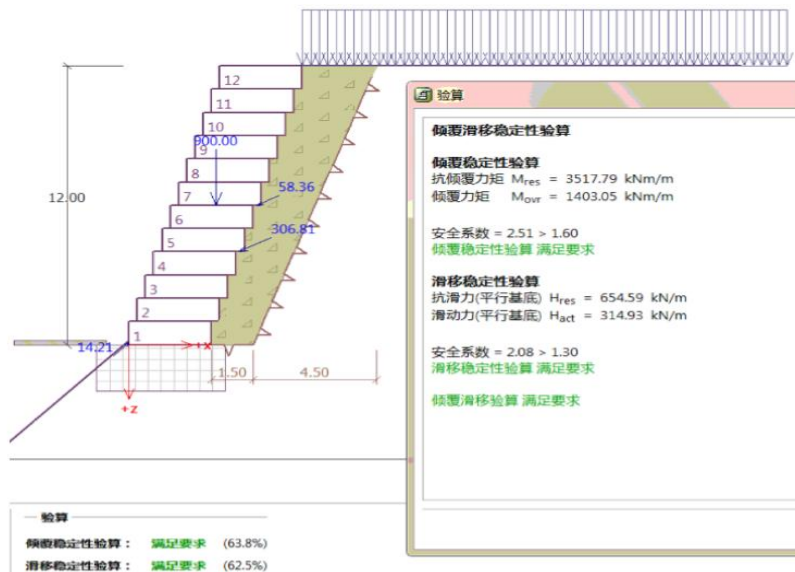 12
11
10
900.00
9
8
7
58.36
12.00
6
306.81
5
4
3
2
1
14.21
+x
1.50
4.50
+z
验算
倾覆稳定性验算： 满足要求 (63.8%)
滑移稳定性验算： 满足要求 (62.5%)
验算
倾覆滑移稳定性验算
倾覆稳定性验算
抗倾覆力矩 Mres = 3517.79 kNm/m
倾覆力矩 Movr = 1403.05 kNm/m
安全系数 = 2.51 > 1.60
倾覆稳定性验算 满足要求
滑移稳定性验算
抗滑力(平行基底) Hres = 654.59 kN/m
滑动力(平行基底) Hact = 314.93 kN/m
安全系数 = 2.08 > 1.30
滑移稳定性验算 满足要求
倾覆滑移验算 满足要求